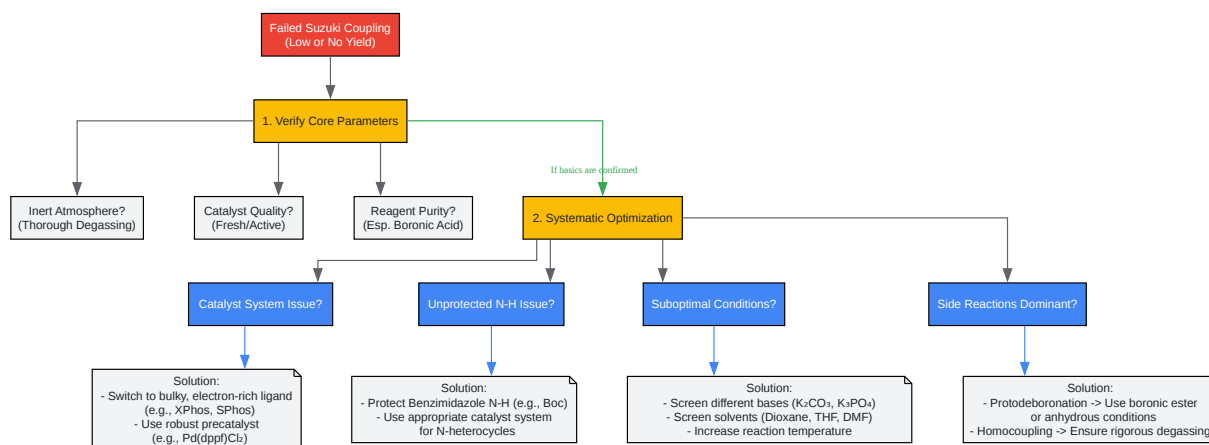 Failed Suzuki Coupling
(Low or No Yield)
1. Verify Core Parameters
If basics are confirmed
Inert Atmosphere?
(Thorough Degassing)
Catalyst Quality?
(Fresh/Active)
Reagent Purity?
(Esp. Boronic Acid)
2. Systematic Optimization
Catalyst System Issue?
Unprotected N-H Issue?
Suboptimal Conditions?
Side Reactions Dominant?
Solution:
- Switch to bulky, electron-rich ligand
(e.g., XPhos, SPhos)
- Use robust precatalyst
(e.g., Pd(dppf)Cl₂)
Solution:
- Protect Benzimidazole N-H (e.g., Boc)
- Use appropriate catalyst system
for N-heterocycles
Solution:
- Screen different bases (K₂CO₃, K₃PO₄)
- Screen solvents (Dioxane, THF, DMF)
- Increase reaction temperature
Solution:
- Protodeboronation -> Use boronic ester
or anhydrous conditions
- Homocoupling -> Ensure rigorous degassing